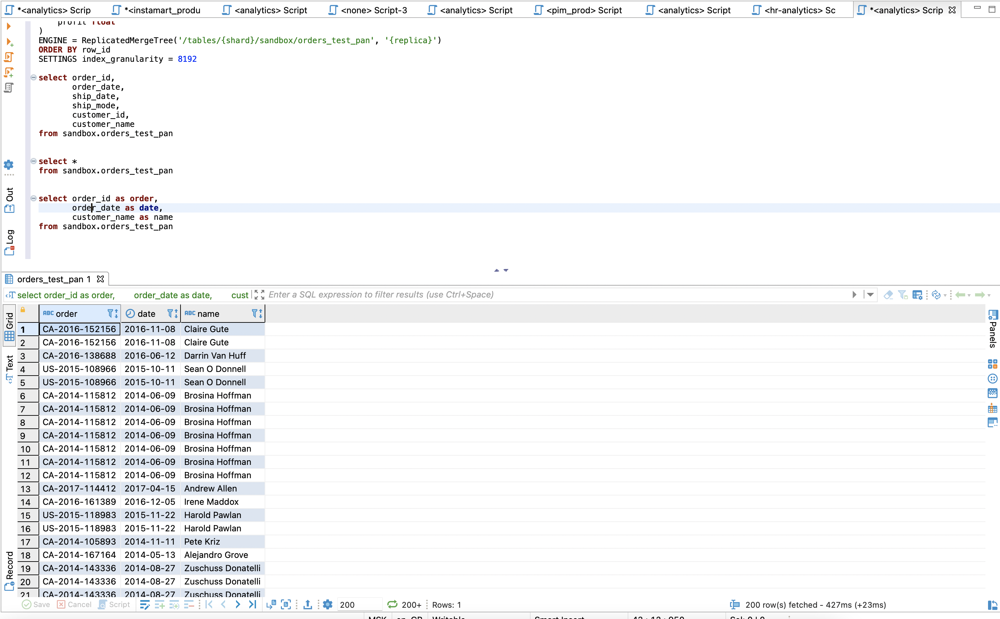 *<analytics> Scrip
*<instamart_produ
<analytics> Script
<none> Script-3
<analytics> Script
<pim_prod> Script
<analytics> Script
<hr-analytics> Sc
*<analytics> Scrip
profit float
)
ENGINE = ReplicatedMergeTree('/tables/{shard}/sandbox/orders_test_pan', '{replica}')
ORDER BY row_id
SETTINGS index_granularity = 8192
select order_id,
order_date,
ship_date,
ship_mode,
customer_id,
customer_name
from sandbox.orders_test_pan
select *
from sandbox.orders_test_pan
Out
select order_id as order,
order_date as date,
customer_name as name
from sandbox.orders_test_pan
Log
orders_test_pan 1
select order_id as order, order_date as date, cust
Enter a SQL expression to filter results (use Ctrl+Space)
Grid
Text
Record
Panels
ABC order date ABC name
1 CA-2016-152156 2016-11-08 Claire Gute
2 CA-2016-152156 2016-11-08 Claire Gute
3 CA-2016-138688 2016-06-12 Darrin Van Huff
4 US-2015-108966 2015-10-11 Sean O Donnell
5 US-2015-108966 2015-10-11 Sean O Donnell
6 CA-2014-115812 2014-06-09 Brosina Hoffman
7 CA-2014-115812 2014-06-09 Brosina Hoffman
8 CA-2014-115812 2014-06-09 Brosina Hoffman
9 CA-2014-115812 2014-06-09 Brosina Hoffman
10 CA-2014-115812 2014-06-09 Brosina Hoffman
11 CA-2014-115812 2014-06-09 Brosina Hoffman
12 CA-2014-115812 2014-06-09 Brosina Hoffman
13 CA-2017-114412 2017-04-15 Andrew Allen
14 CA-2016-161389 2016-12-05 Irene Maddox
15 US-2015-118983 2015-11-22 Harold Pawlan
16 US-2015-118983 2015-11-22 Harold Pawlan
17 CA-2014-105893 2014-11-11 Pete Kriz
18 CA-2014-167164 2014-05-13 Alejandro Grove
19 CA-2014-143336 2014-08-27 Zuschuss Donatelli
20 CA-2014-143336 2014-08-27 Zuschuss Donatelli
21 CA-2014-143336 2014-08-27 Zuschuss Donatelli
Save Cancel Script 200 200+ Rows: 1 200 row(s) fetched - 427ms (+23ms)
MSK en_GB Writable Smart Insert